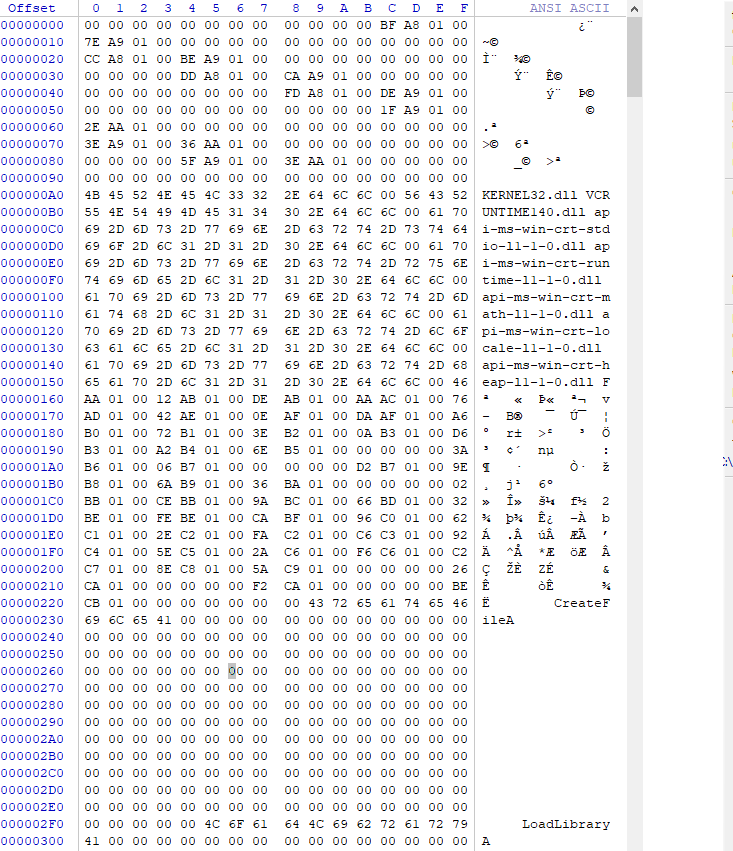 Offset 0 1 2 3 4 5 6 7 8 9 A B C D E F ANSI ASCII
00000000 00 00 00 00 00 00 00 00 00 00 00 00 BF A8 01 00 ¿¨
00000010 7E A9 01 00 00 00 00 00 00 00 00 00 00 00 00 00 ~©
00000020 CC A8 01 00 BE A9 01 00 00 00 00 00 00 00 00 00 Ì¨ ¾©
00000030 00 00 00 00 DD A8 01 00 CA A9 01 00 00 00 00 00 Ý¨ Ê©
00000040 00 00 00 00 00 00 00 00 FD A8 01 00 DE A9 01 00 ý¨ Þ©
00000050 00 00 00 00 00 00 00 00 00 00 00 00 1F A9 01 00 ©
00000060 2E AA 01 00 00 00 00 00 00 00 00 00 00 00 00 00 .ª
00000070 3E A9 01 00 36 AA 01 00 00 00 00 00 00 00 00 00 >© 6ª
00000080 00 00 00 00 5F A9 01 00 3E AA 01 00 00 00 00 00 _© >ª
00000090 00 00 00 00 00 00 00 00 00 00 00 00 00 00 00 00
000000A0 4B 45 52 4E 45 4C 33 32 2E 64 6C 6C 00 56 43 52 KERNEL32.dll VCR
000000B0 55 4E 54 49 4D 45 31 34 30 2E 64 6C 6C 00 61 70 UNTIME140.dll ap
000000C0 69 2D 6D 73 2D 77 69 6E 2D 63 72 74 2D 73 74 64 i-ms-win-crt-std
000000D0 69 6F 2D 6C 31 2D 31 2D 30 2E 64 6C 6C 00 61 70 io-l1-1-0.dll ap
000000E0 69 2D 6D 73 2D 77 69 6E 2D 63 72 74 2D 72 75 6E i-ms-win-crt-run
000000F0 74 69 6D 65 2D 6C 31 2D 31 2D 30 2E 64 6C 6C 00 time-l1-1-0.dll
00000100 61 70 69 2D 6D 73 2D 77 69 6E 2D 63 72 74 2D 6D api-ms-win-crt-m
00000110 61 74 68 2D 6C 31 2D 31 2D 30 2E 64 6C 6C 00 61 ath-l1-1-0.dll a
00000120 70 69 2D 6D 73 2D 77 69 6E 2D 63 72 74 2D 6C 6F pi-ms-win-crt-lo
00000130 63 61 6C 65 2D 6C 31 2D 31 2D 30 2E 64 6C 6C 00 cale-l1-1-0.dll
00000140 61 70 69 2D 6D 73 2D 77 69 6E 2D 63 72 74 2D 68 api-ms-win-crt-h
00000150 65 61 70 2D 6C 31 2D 31 2D 30 2E 64 6C 6C 00 46 eap-l1-1-0.dll F
00000160 AA 01 00 12 AB 01 00 DE AB 01 00 AA AC 01 00 76 ª « Þ« ª¬ v
00000170 AD 01 00 42 AE 01 00 0E AF 01 00 DA AF 01 00 A6 - B® ¯ Ú¯ ¦
00000180 B0 01 00 72 B1 01 00 3E B2 01 00 0A B3 01 00 D6 ° r± >² ³ Ö
00000190 B3 01 00 A2 B4 01 00 6E B5 01 00 00 00 00 00 3A ³ ¢´ nµ :
000001A0 B6 01 00 06 B7 01 00 00 00 00 00 D2 B7 01 00 9E ¶ · Ò· ž
000001B0 B8 01 00 6A B9 01 00 36 BA 01 00 00 00 00 00 02 ¸ j¹ 6º
000001C0 BB 01 00 CE BB 01 00 9A BC 01 00 66 BD 01 00 32 » Î» š¼ f½ 2
000001D0 BE 01 00 FE BE 01 00 CA BF 01 00 96 C0 01 00 62 ¾ þ¾ Ê¿ –À b
000001E0 C1 01 00 2E C2 01 00 FA C2 01 00 C6 C3 01 00 92 Á .Â úÂ ÆÃ ’
000001F0 C4 01 00 5E C5 01 00 2A C6 01 00 F6 C6 01 00 C2 Ä ^Å *Æ öÆ Â
00000200 C7 01 00 8E C8 01 00 5A C9 01 00 00 00 00 00 26 Ç ŽÈ ZÉ &
00000210 CA 01 00 00 00 00 00 F2 CA 01 00 00 00 00 00 BE Ê òÊ ¾
00000220 CB 01 00 00 00 00 00 00 00 43 72 65 61 74 65 46 Ë CreateF
00000230 69 6C 65 41 00 00 00 00 00 00 00 00 00 00 00 00 ileA
00000240 00 00 00 00 00 00 00 00 00 00 00 00 00 00 00 00
00000250 00 00 00 00 00 00 00 00 00 00 00 00 00 00 00 00
00000260 00 00 00 00 00 00 00 00 00 00 00 00 00 00 00 00
00000270 00 00 00 00 00 00 00 00 00 00 00 00 00 00 00 00
00000280 00 00 00 00 00 00 00 00 00 00 00 00 00 00 00 00
00000290 00 00 00 00 00 00 00 00 00 00 00 00 00 00 00 00
000002A0 00 00 00 00 00 00 00 00 00 00 00 00 00 00 00 00
000002B0 00 00 00 00 00 00 00 00 00 00 00 00 00 00 00 00
000002C0 00 00 00 00 00 00 00 00 00 00 00 00 00 00 00 00
000002D0 00 00 00 00 00 00 00 00 00 00 00 00 00 00 00 00
000002E0 00 00 00 00 00 00 00 00 00 00 00 00 00 00 00 00
000002F0 00 00 00 00 00 4C 6F 61 64 4C 69 62 72 61 72 79 LoadLibrary
00000300 41 00 00 00 00 00 00 00 00 00 00 00 00 00 00 00 A